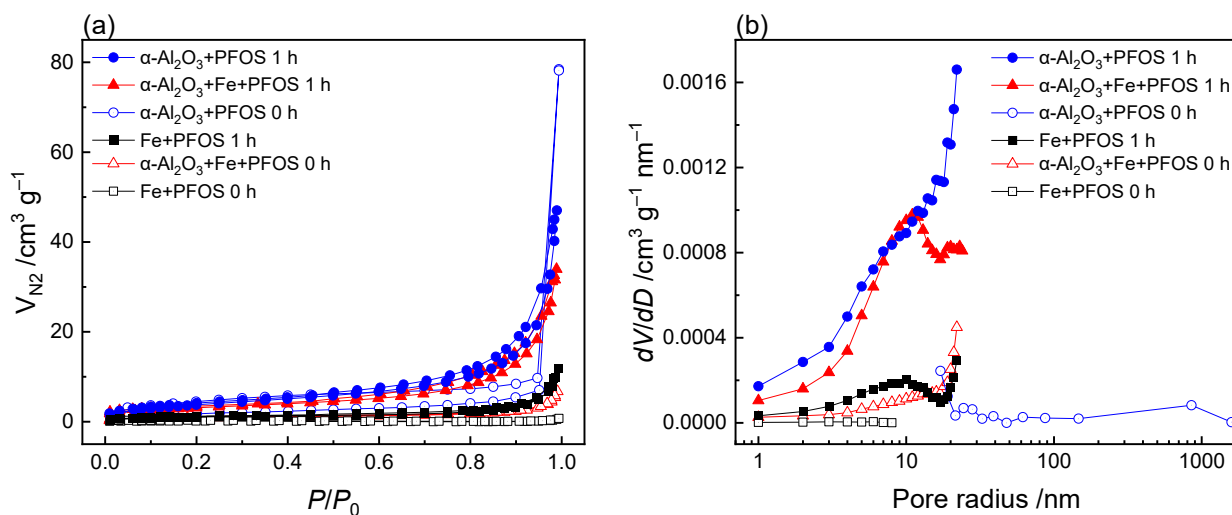 (a)
α-Al₂O₃+PFOS 1 h
α-Al₂O₃+Fe+PFOS 1 h
α-Al₂O₃+PFOS 0 h
Fe+PFOS 1 h
α-Al₂O₃+Fe+PFOS 0 h
Fe+PFOS 0 h
V_N2 /cm³ g⁻¹
80
60
40
20
0
0.0 0.2 0.4 0.6 0.8 1.0
P/P₀
(b)
α-Al₂O₃+PFOS 1 h
α-Al₂O₃+Fe+PFOS 1 h
α-Al₂O₃+PFOS 0 h
Fe+PFOS 1 h
α-Al₂O₃+Fe+PFOS 0 h
Fe+PFOS 0 h
dV/dD /cm³ g⁻¹ nm⁻¹
0.0016
0.0012
0.0008
0.0004
0.0000
1 10 100 1000
Pore radius /nm